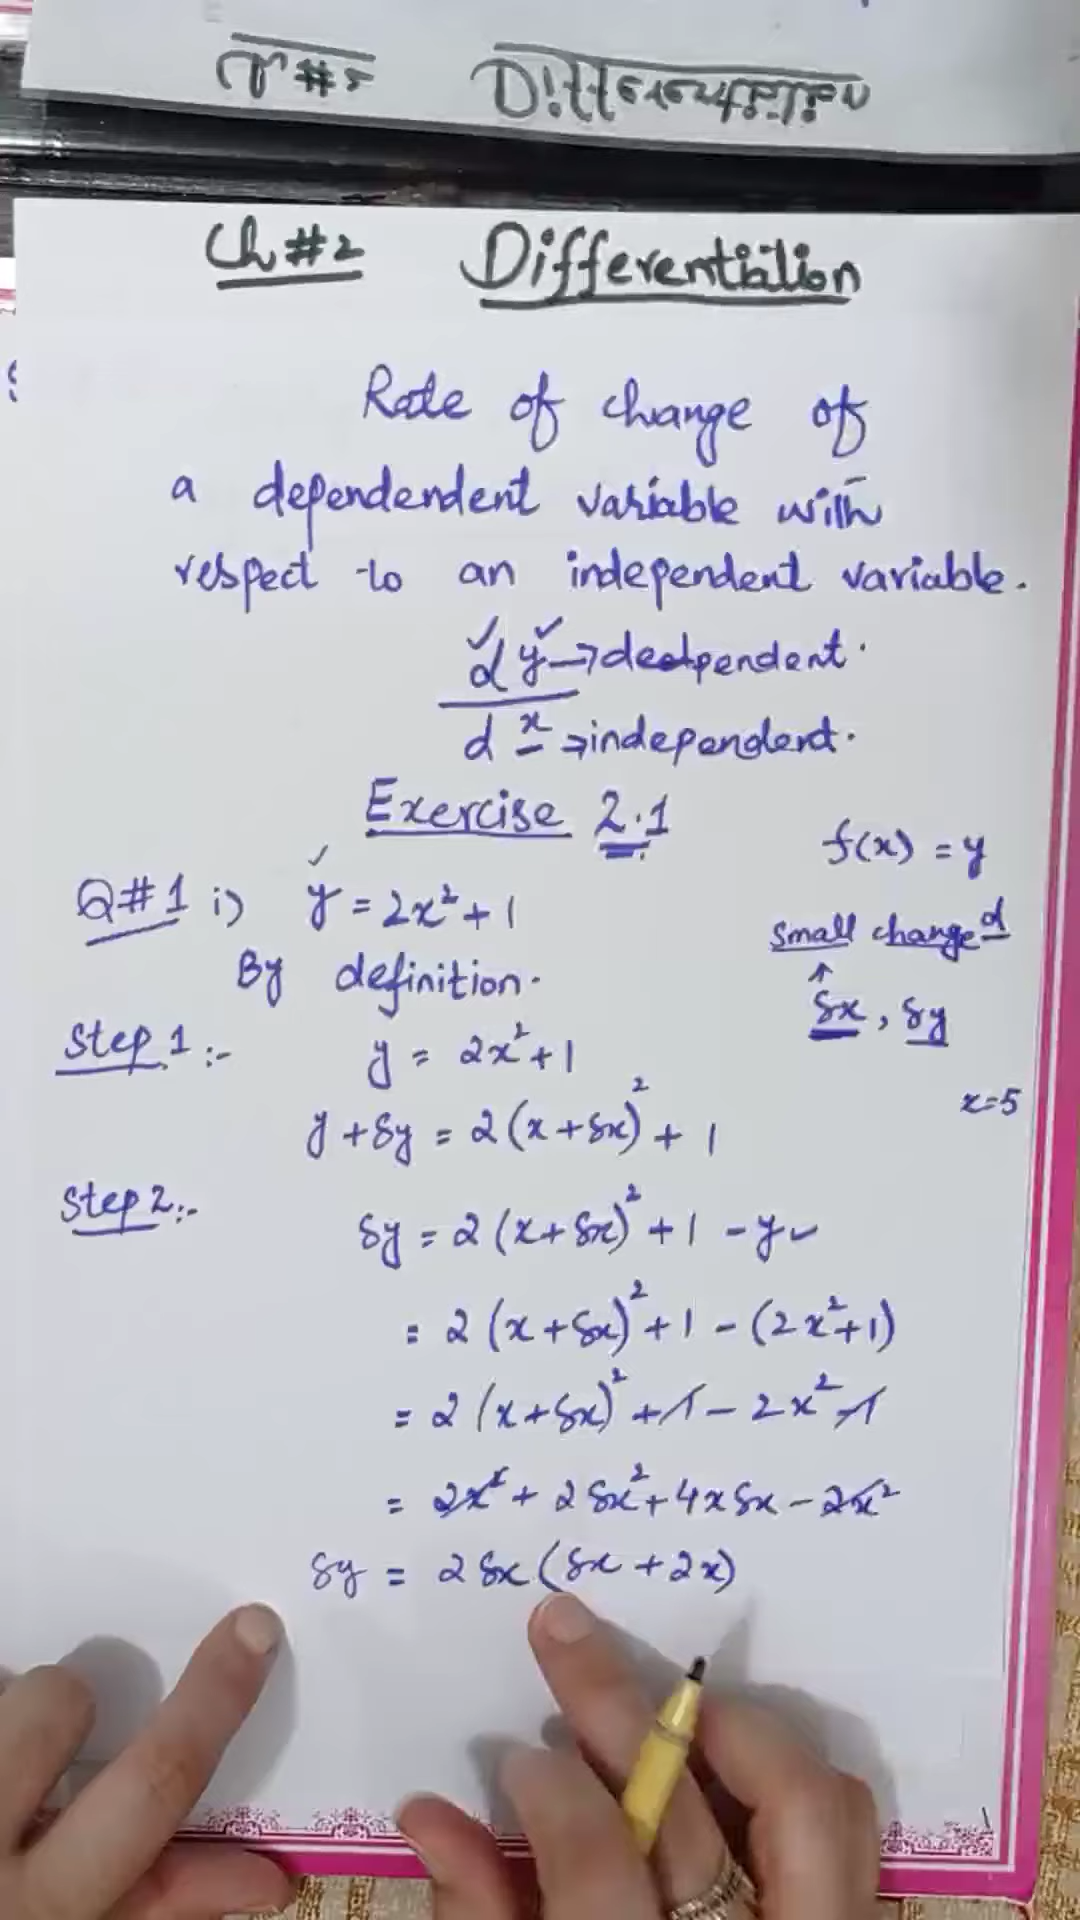 Ch #2 Differentiation
Rate of change of
a dependendent variable with
respect to an independent variable.
dy → dependent.
dx → independent.
Exercise 2.1
f(x) = y
Q#1 i) y = 2x² + 1
small change d
By definition.
δx, δy
Step 1:- y = 2x² + 1
x=5
y + δy = 2(x + δx)² + 1
Step 2:-
δy = 2(x + δx)² + 1 - y
= 2(x + δx)² + 1 - (2x² + 1)
= 2(x + δx)² + 1 - 2x² - 1
= 2x² + 2δx² + 4xδx - 2x²
δy = 2δx(δx + 2x)